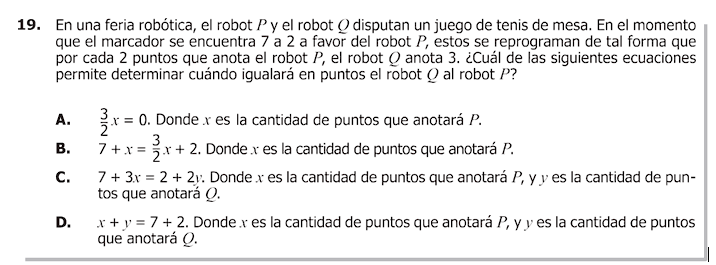 19. En una feria robótica, el robot P y el robot Q disputan un juego de tenis de mesa. En el momento
que el marcador se encuentra 7 a 2 a favor del robot P, estos se reprograman de tal forma que
por cada 2 puntos que anota el robot P, el robot Q anota 3. ¿Cuál de las siguientes ecuaciones
permite determinar cuándo igualará en puntos el robot Q al robot P?
A. 3/2 x = 0. Donde x es la cantidad de puntos que anotará P.
B. 7 + x = 3/2 x + 2. Donde x es la cantidad de puntos que anotará P.
C. 7 + 3x = 2 + 2y. Donde x es la cantidad de puntos que anotará P, y y es la cantidad de pun-
tos que anotará Q.
D. x + y = 7 + 2. Donde x es la cantidad de puntos que anotará P, y y es la cantidad de puntos
que anotará Q.